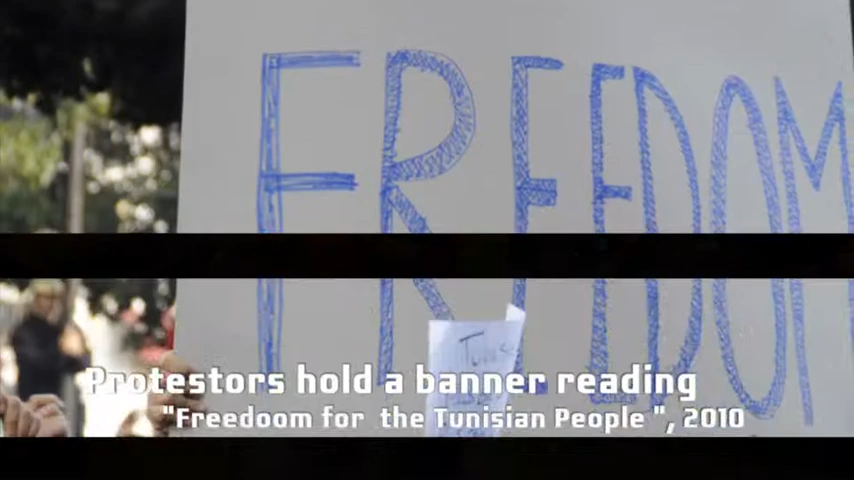 FREEDOM
Protestors hold a banner reading
"Freedoom for the Tunisian People ", 2010